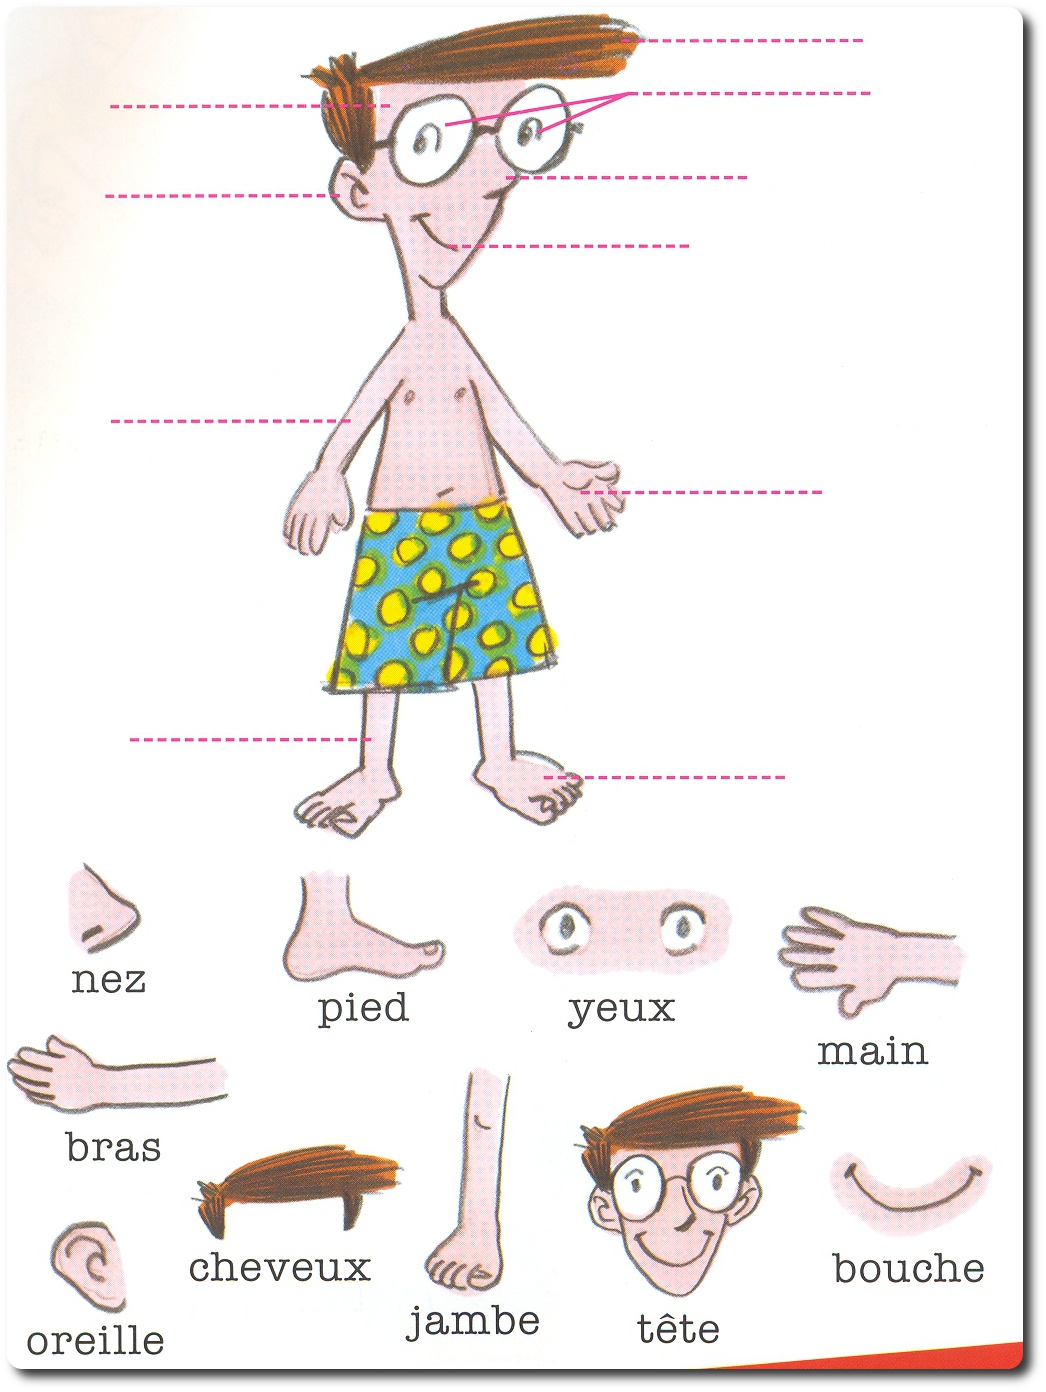 nez
pied
yeux
main
bras
cheveux
jambe
tête
bouche
oreille